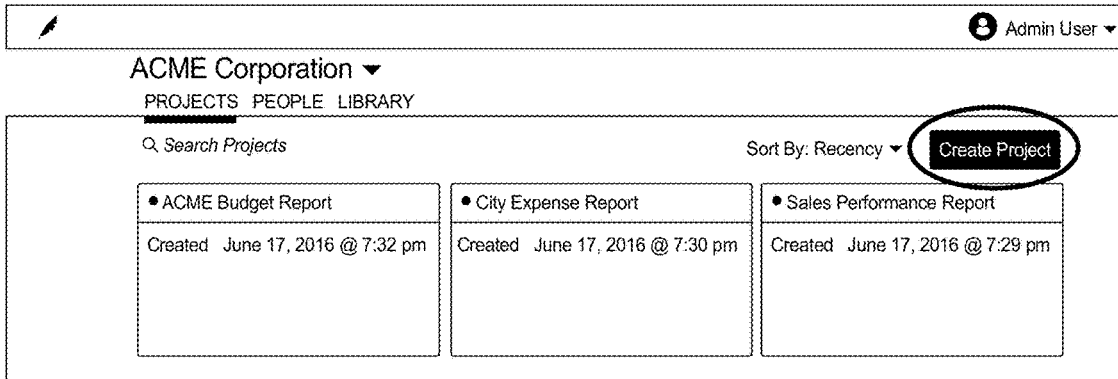 Admin User
ACME Corporation
PROJECTS PEOPLE LIBRARY
Search Projects
Sort By: Recency
Create Project
• ACME Budget Report
Created June 17, 2016 @ 7:32 pm
• City Expense Report
Created June 17, 2016 @ 7:30 pm
• Sales Performance Report
Created June 17, 2016 @ 7:29 pm